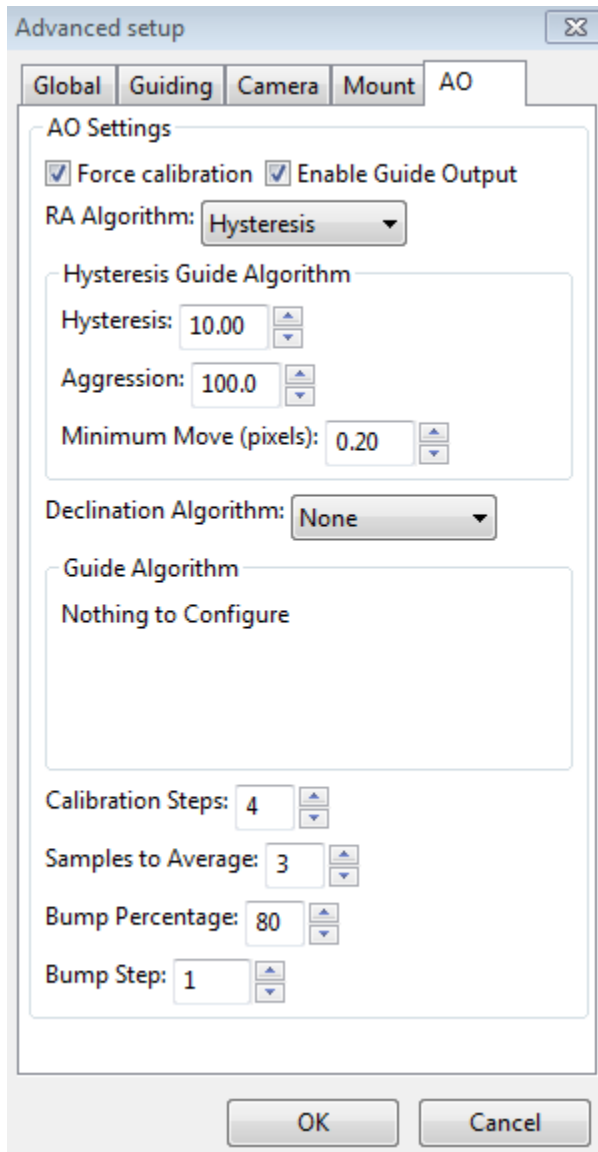 Advanced setup
Global Guiding Camera Mount AO
AO Settings
Force calibration Enable Guide Output
RA Algorithm: Hysteresis
Hysteresis Guide Algorithm
Hysteresis: 10.00
Aggression: 100.0
Minimum Move (pixels): 0.20
Declination Algorithm: None
Guide Algorithm
Nothing to Configure
Calibration Steps: 4
Samples to Average: 3
Bump Percentage: 80
Bump Step: 1
OK Cancel